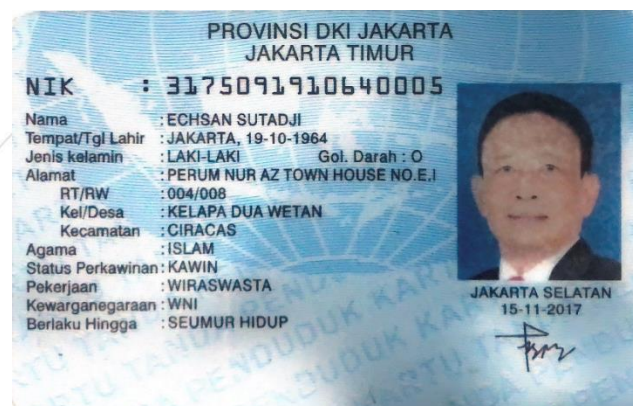 PROVINSI DKI JAKARTA
JAKARTA TIMUR
NIK : 3175091910640005
Nama : ECHSAN SUTADJI
Tempat/Tgl Lahir : JAKARTA, 19-10-1964
Jenis kelamin : LAKI-LAKI Gol. Darah : O
Alamat : PERUM NUR AZ TOWN HOUSE NO.E.I
RT/RW : 004/008
Kel/Desa : KELAPA DUA WETAN
Kecamatan : CIRACAS
Agama : ISLAM
Status Perkawinan : KAWIN
Pekerjaan : WIRASWASTA
Kewarganegaraan : WNI
Berlaku Hingga : SEUMUR HIDUP
JAKARTA SELATAN
15-11-2017